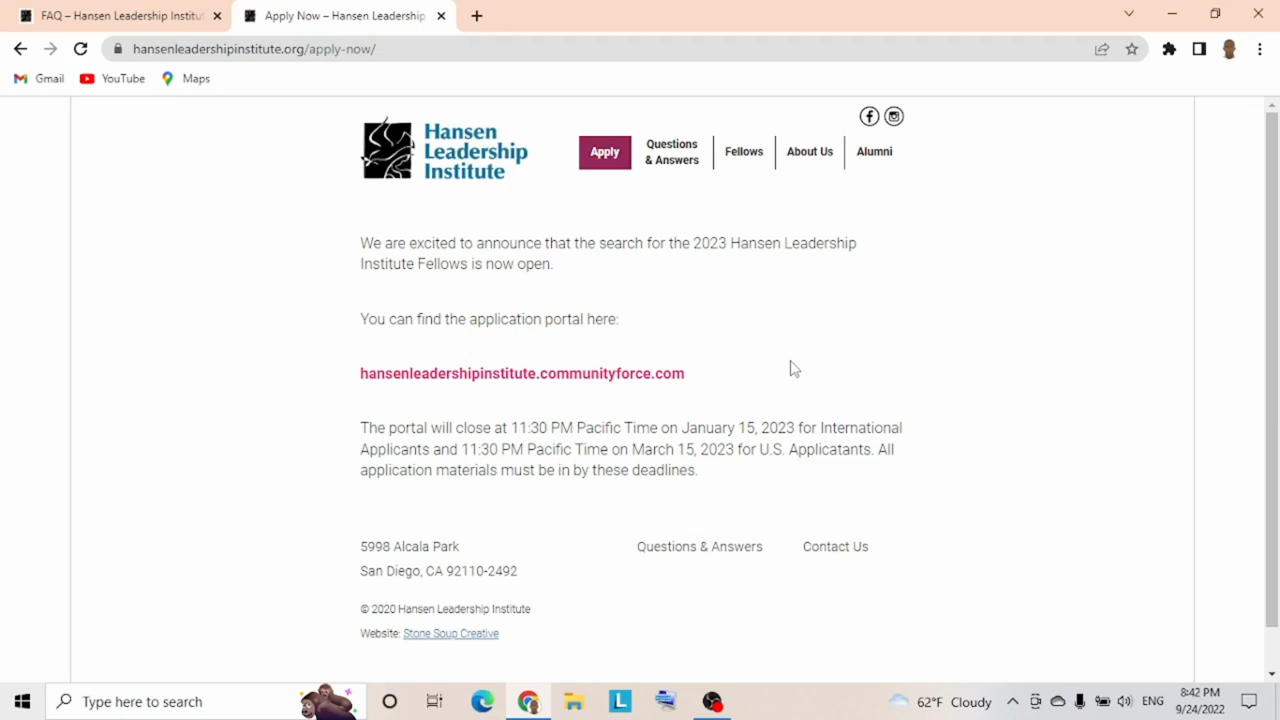 FAQ – Hansen Leadership Institut
Apply Now – Hansen Leadership
hansenleadershipinstitute.org/apply-now/
Gmail YouTube Maps
Hansen
Leadership
Institute
Apply
Questions
& Answers
Fellows
About Us
Alumni
We are excited to announce that the search for the 2023 Hansen Leadership
Institute Fellows is now open.
You can find the application portal here:
hansenleadershipinstitute.communityforce.com
The portal will close at 11:30 PM Pacific Time on January 15, 2023 for International
Applicants and 11:30 PM Pacific Time on March 15, 2023 for U.S. Applicatants. All
application materials must be in by these deadlines.
5998 Alcala Park
San Diego, CA 92110-2492
Questions & Answers
Contact Us
© 2020 Hansen Leadership Institute
Website: Stone Soup Creative
Type here to search
L
62°F Cloudy
ENG
8:42 PM
9/24/2022